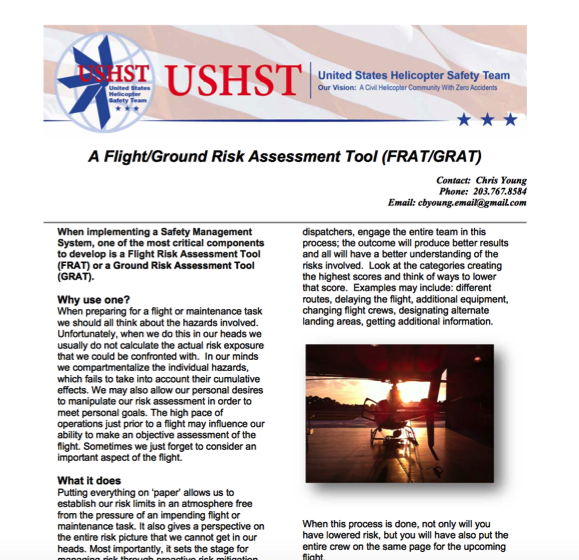 USHST
United States
Helicopter
Safety Team
USHST
United States Helicopter Safety Team
Our Vision: A Civil Helicopter Community With Zero Accidents
A Flight/Ground Risk Assessment Tool (FRAT/GRAT)
Contact: Chris Young
Phone: 203.767.8584
Email: cbyoung.email@gmail.com
When implementing a Safety Management
System, one of the most critical components
to develop is a Flight Risk Assessment Tool
(FRAT) or a Ground Risk Assessment Tool
(GRAT).
Why use one?
When preparing for a flight or maintenance task
we should all think about the hazards involved.
Unfortunately, when we do this in our heads we
usually do not calculate the actual risk exposure
that we could be confronted with. In our minds
we compartmentalize the individual hazards,
which fails to take into account their cumulative
effects. We may also allow our personal desires
to manipulate our risk assessment in order to
meet personal goals. The high pace of
operations just prior to a flight may influence our
ability to make an objective assessment of the
flight. Sometimes we just forget to consider an
important aspect of the flight.
What it does
Putting everything on ‘paper’ allows us to
establish our risk limits in an atmosphere free
from the pressure of an impending flight or
maintenance task. It also gives a perspective on
the entire risk picture that we cannot get in our
heads. Most importantly, it sets the stage for
managing risk through proactive risk mitigation
dispatchers, engage the entire team in this
process; the outcome will produce better results
and all will have a better understanding of the
risks involved. Look at the categories creating
the highest scores and think of ways to lower
that score. Examples may include: different
routes, delaying the flight, additional equipment,
changing flight crews, designating alternate
landing areas, getting additional information.
When this process is done, not only will you
have lowered risk, but you will have also put the
entire crew on the same page for the upcoming
flight.